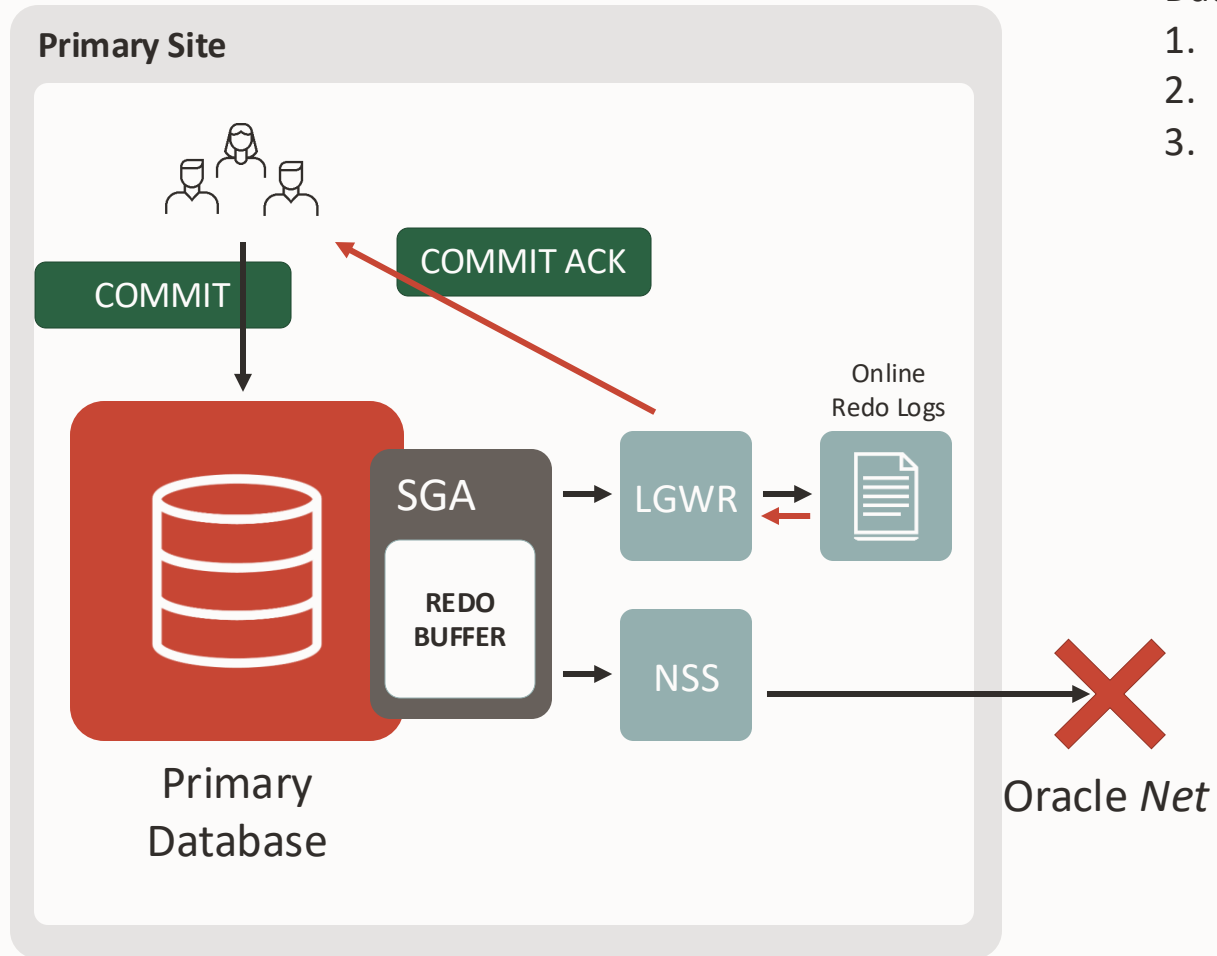 Primary Site
1.
2.
3.
COMMIT ACK
COMMIT
Online
Redo Logs
SGA
LGWR
REDO
BUFFER
NSS
Primary
Database
Oracle Net